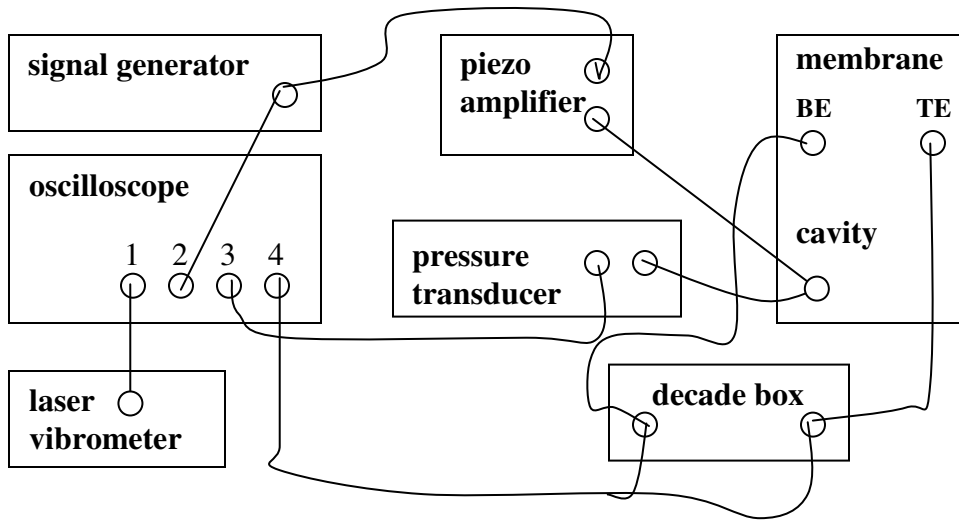 signal generator
piezo
amplifier
membrane
BE TE
oscilloscope
1 2 3 4
pressure
transducer
cavity
laser
vibrometer
decade box